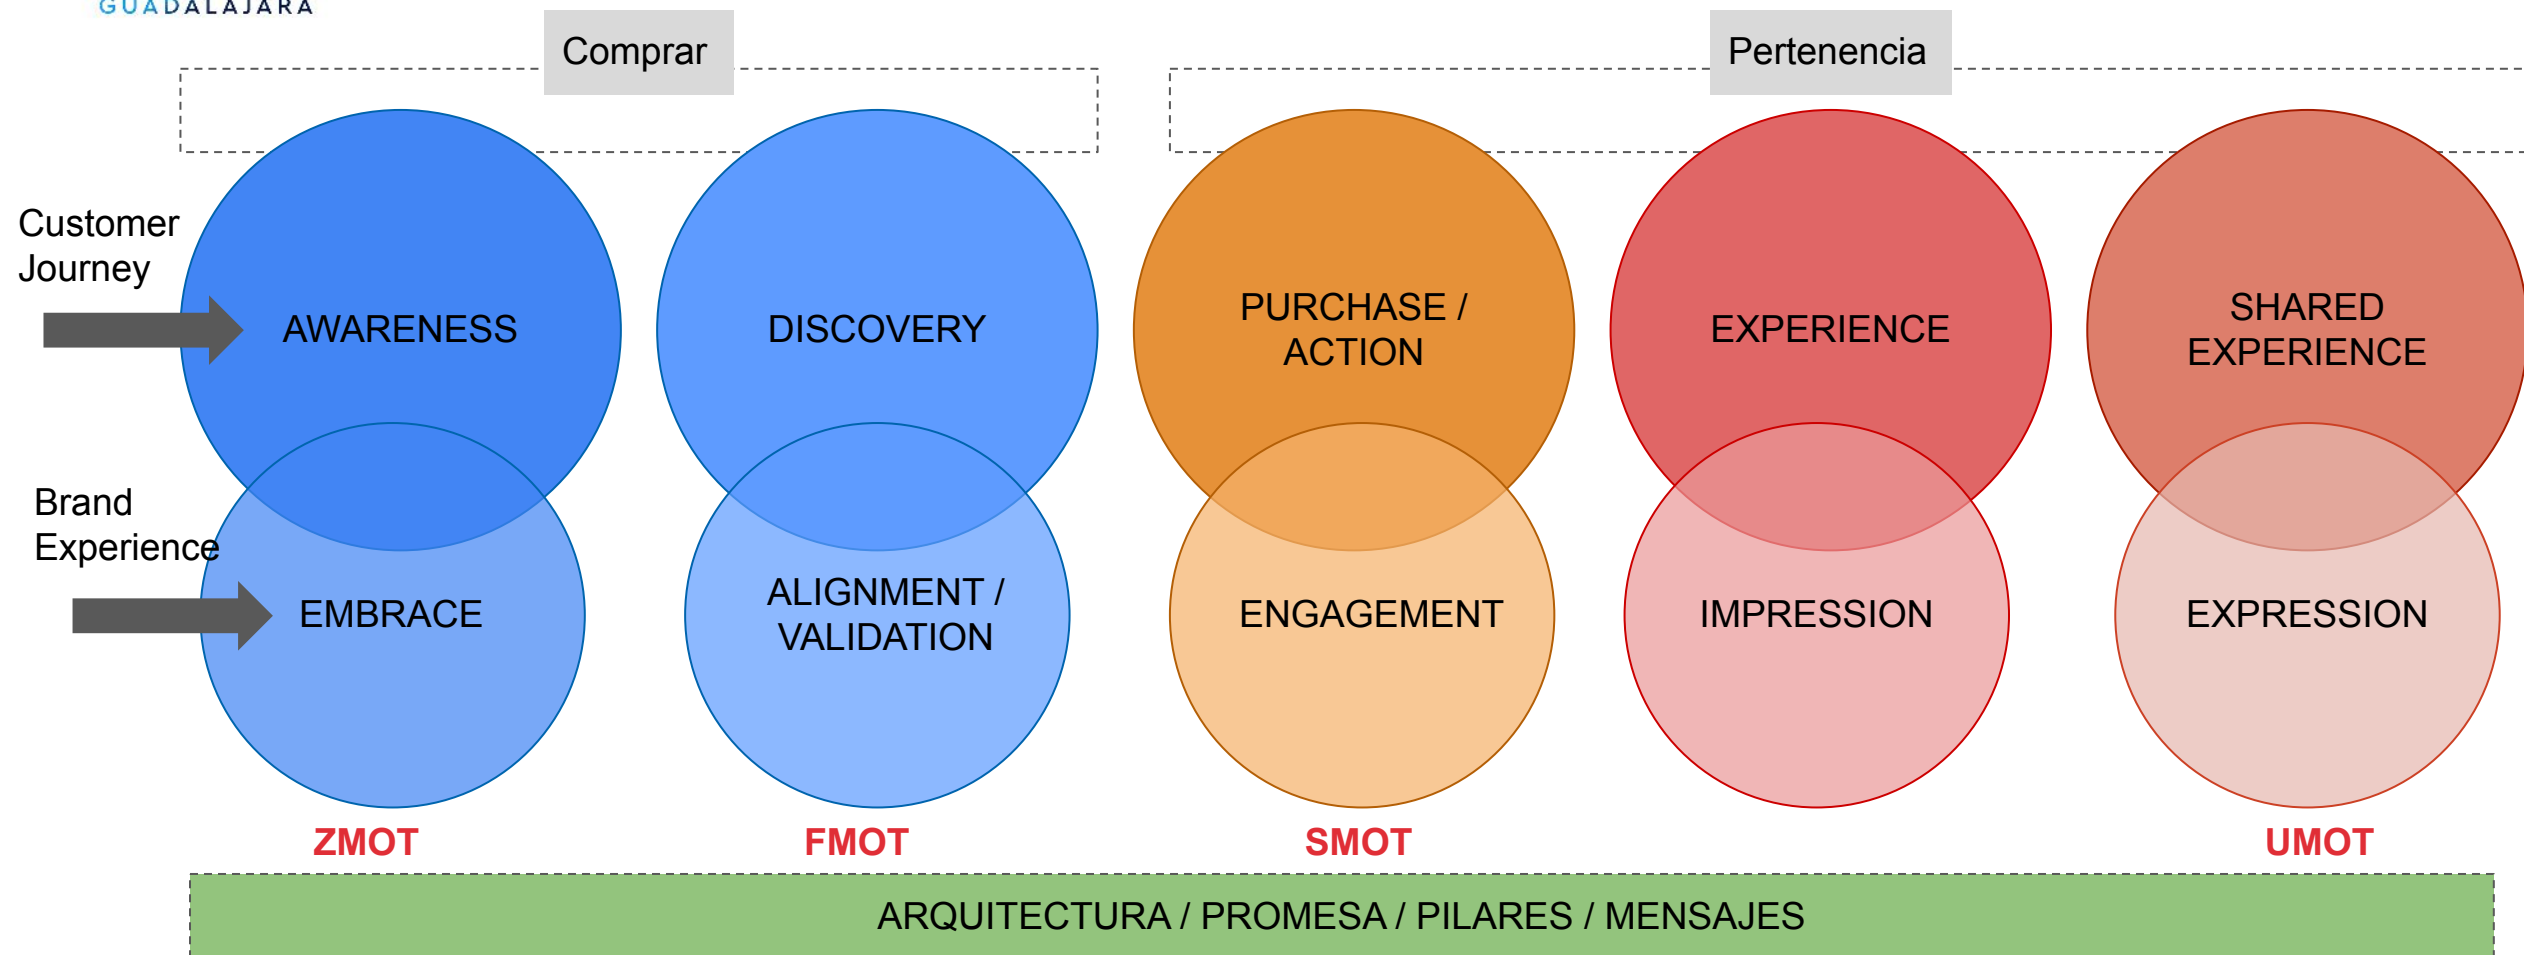 GUADALAJARA
Comprar
Pertenencia
Customer
Journey
AWARENESS
DISCOVERY
PURCHASE /
ACTION
EXPERIENCE
SHARED
EXPERIENCE
Brand
Experience
EMBRACE
ALIGNMENT /
VALIDATION
ENGAGEMENT
IMPRESSION
EXPRESSION
ZMOT
FMOT
SMOT
UMOT
ARQUITECTURA / PROMESA / PILARES / MENSAJES